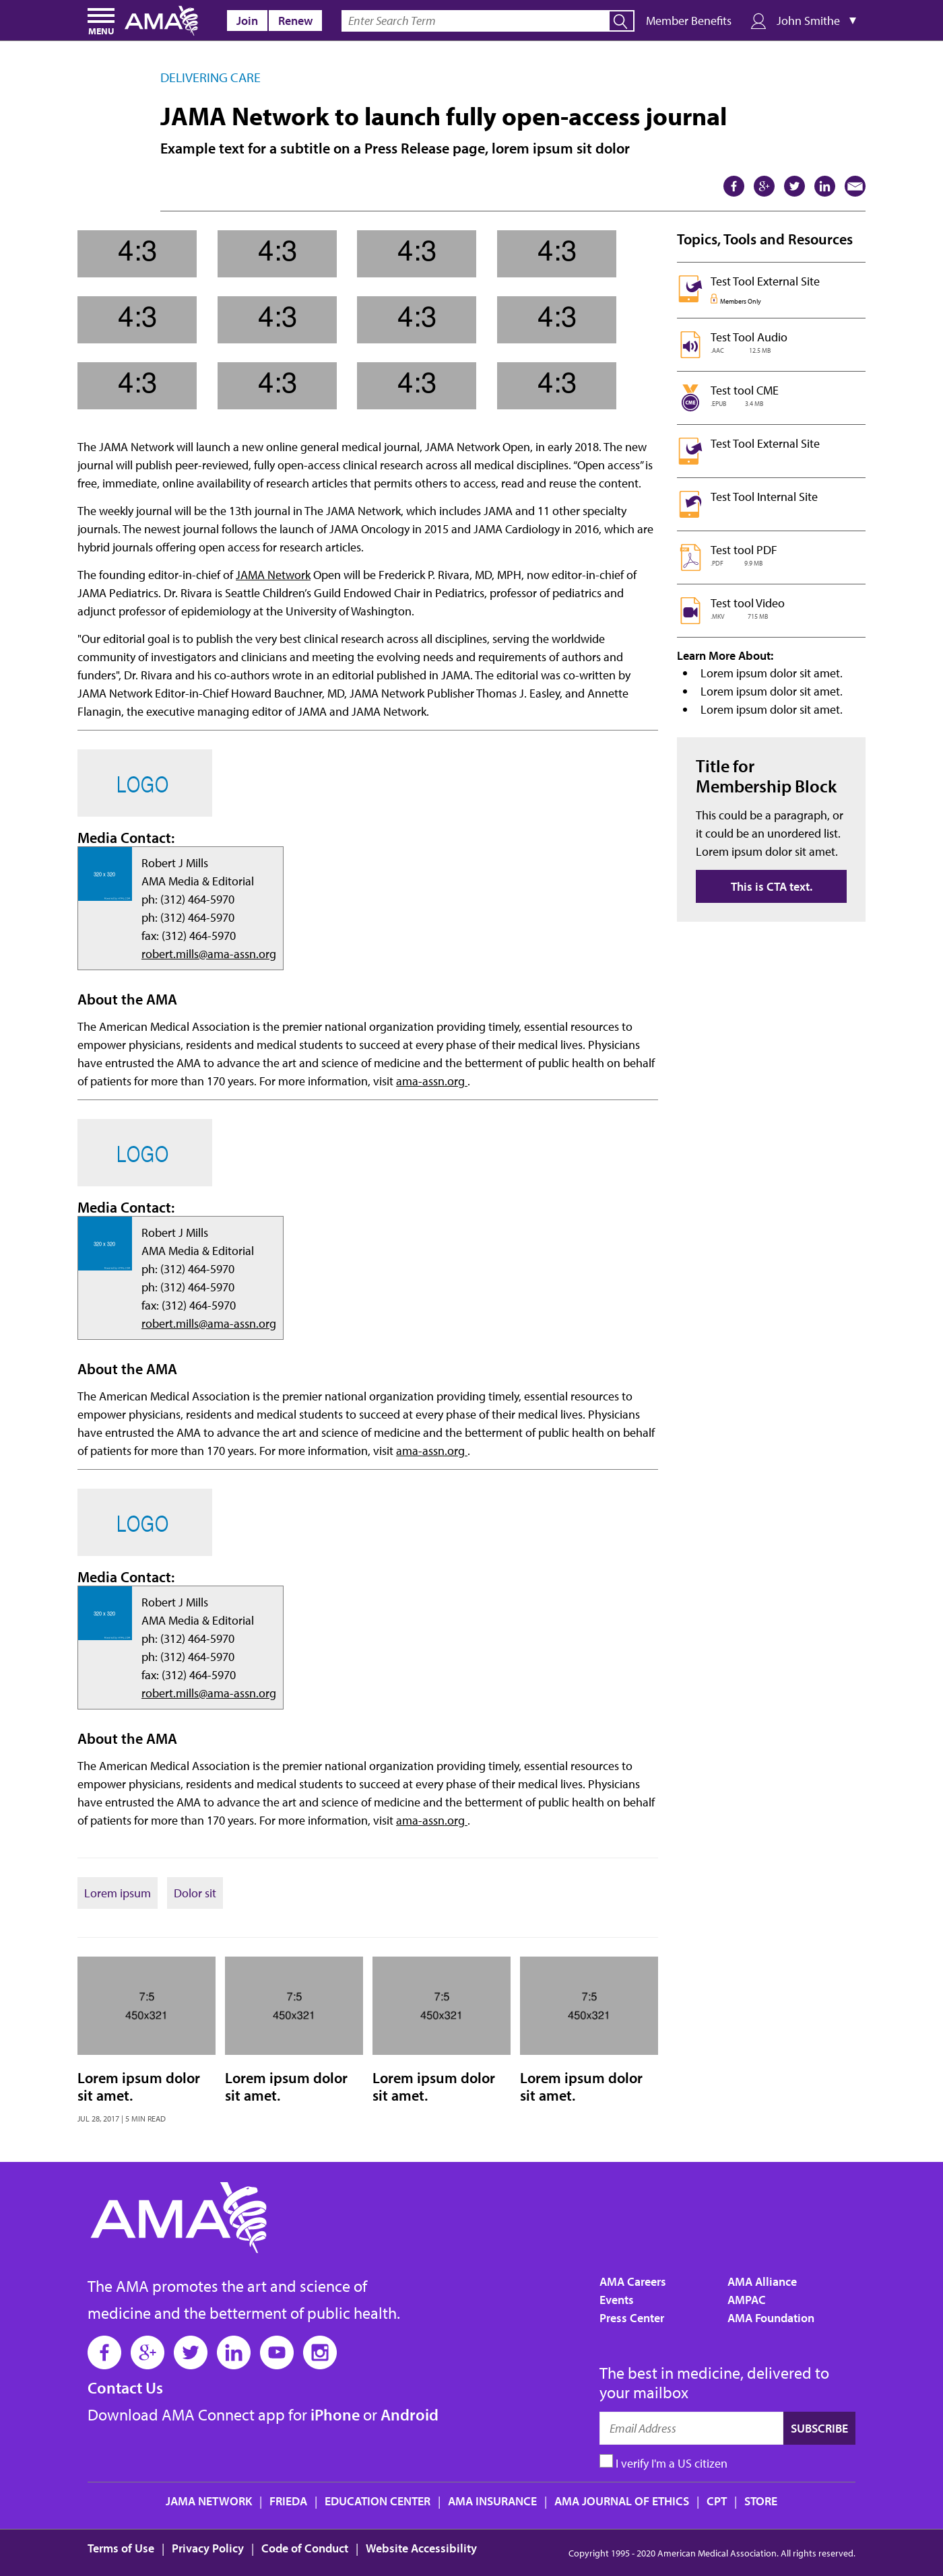 MENU
AMA
Join
Renew
Enter Search Term
Member Benefits
John Smithe
▼
DELIVERING CARE
JAMA Network to launch fully open-access journal
Example text for a subtitle on a Press Release page, lorem ipsum sit dolor
4:3 4:3 4:3 4:3
4:3 4:3 4:3 4:3
4:3 4:3 4:3 4:3
The JAMA Network will launch a new online general medical journal, JAMA Network Open, in early 2018. The new
journal will publish peer-reviewed, fully open-access clinical research across all medical disciplines. “Open access” is
free, immediate, online availability of research articles that permits others to access, read and reuse the content.
The weekly journal will be the 13th journal in The JAMA Network, which includes JAMA and 11 other specialty
journals. The newest journal follows the launch of JAMA Oncology in 2015 and JAMA Cardiology in 2016, which are
hybrid journals offering open access for research articles.
The founding editor-in-chief of JAMA Network Open will be Frederick P. Rivara, MD, MPH, now editor-in-chief of
JAMA Pediatrics. Dr. Rivara is Seattle Children’s Guild Endowed Chair in Pediatrics, professor of pediatrics and
adjunct professor of epidemiology at the University of Washington.
"Our editorial goal is to publish the very best clinical research across all disciplines, serving the worldwide
community of investigators and clinicians and meeting the evolving needs and requirements of authors and
funders", Dr. Rivara and his co-authors wrote in an editorial published in JAMA. The editorial was co-written by
JAMA Network Editor-in-Chief Howard Bauchner, MD, JAMA Network Publisher Thomas J. Easley, and Annette
Flanagin, the executive managing editor of JAMA and JAMA Network.
LOGO
Media Contact:
320 x 320
Robert J Mills
AMA Media & Editorial
ph: (312) 464-5970
ph: (312) 464-5970
fax: (312) 464-5970
robert.mills@ama-assn.org
About the AMA
The American Medical Association is the premier national organization providing timely, essential resources to
empower physicians, residents and medical students to succeed at every phase of their medical lives. Physicians
have entrusted the AMA to advance the art and science of medicine and the betterment of public health on behalf
of patients for more than 170 years. For more information, visit ama-assn.org .
LOGO
Media Contact:
320 x 320
Robert J Mills
AMA Media & Editorial
ph: (312) 464-5970
ph: (312) 464-5970
fax: (312) 464-5970
robert.mills@ama-assn.org
About the AMA
The American Medical Association is the premier national organization providing timely, essential resources to
empower physicians, residents and medical students to succeed at every phase of their medical lives. Physicians
have entrusted the AMA to advance the art and science of medicine and the betterment of public health on behalf
of patients for more than 170 years. For more information, visit ama-assn.org .
LOGO
Media Contact:
320 x 320
Robert J Mills
AMA Media & Editorial
ph: (312) 464-5970
ph: (312) 464-5970
fax: (312) 464-5970
robert.mills@ama-assn.org
About the AMA
The American Medical Association is the premier national organization providing timely, essential resources to
empower physicians, residents and medical students to succeed at every phase of their medical lives. Physicians
have entrusted the AMA to advance the art and science of medicine and the betterment of public health on behalf
of patients for more than 170 years. For more information, visit ama-assn.org .
Lorem ipsum
Dolor sit
7:5 7:5 7:5 7:5
450x321 450x321 450x321 450x321
Lorem ipsum dolor Lorem ipsum dolor Lorem ipsum dolor Lorem ipsum dolor
sit amet. sit amet. sit amet. sit amet.
JUL 28, 2017 | 5 MIN READ
Topics, Tools and Resources
Test Tool External Site
Members Only
Test Tool Audio
.AAC 12.5 MB
CME
Test tool CME
.EPUB 3.4 MB
Test Tool External Site
Test Tool Internal Site
Test tool PDF
.PDF 9.9 MB
Test tool Video
.MKV 715 MB
Learn More About:
• Lorem ipsum dolor sit amet.
• Lorem ipsum dolor sit amet.
• Lorem ipsum dolor sit amet.
Title for
Membership Block
This could be a paragraph, or
it could be an unordered list.
Lorem ipsum dolor sit amet.
This is CTA text.
AMA
The AMA promotes the art and science of
medicine and the betterment of public health.
Contact Us
Download AMA Connect app for iPhone or Android
AMA Careers
Events
Press Center
AMA Alliance
AMPAC
AMA Foundation
The best in medicine, delivered to
your mailbox
Email Address
SUBSCRIBE
I verify I'm a US citizen
JAMA NETWORK | FRIEDA | EDUCATION CENTER | AMA INSURANCE | AMA JOURNAL OF ETHICS | CPT | STORE
Terms of Use | Privacy Policy | Code of Conduct | Website Accessibility
Copyright 1995 - 2020 American Medical Association. All rights reserved.